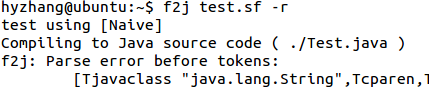 hyzhang@ubuntu:~$ f2j test.sf -r
test using [Naive]
Compiling to Java source code ( ./Test.java )
f2j: Parse error before tokens:
[Tjavaclass "java.lang.String",Tcparen,T